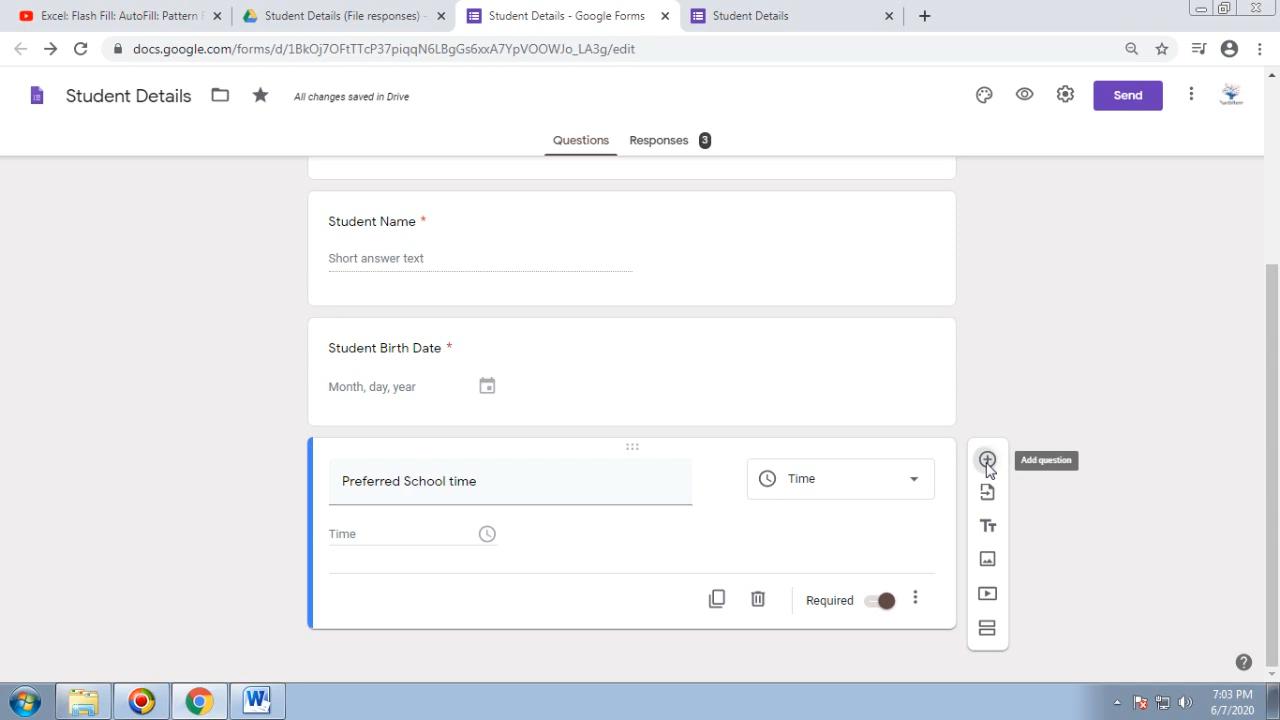 Excel: Flash Fill: AutoFill: Pattern F
Student Details (File responses) -
Student Details - Google Forms
Student Details
docs.google.com/forms/d/1BkOj7OFtTTcP37piqqN6LBgGs6xxA7YpVOOWJo_LA3g/edit
Student Details
All changes saved in Drive
Send
Questions
Responses 3
Student Name *
Short answer text
Student Birth Date *
Month, day, year
Preferred School time
Time
Add question
Time
Required
7:03 PM
6/7/2020